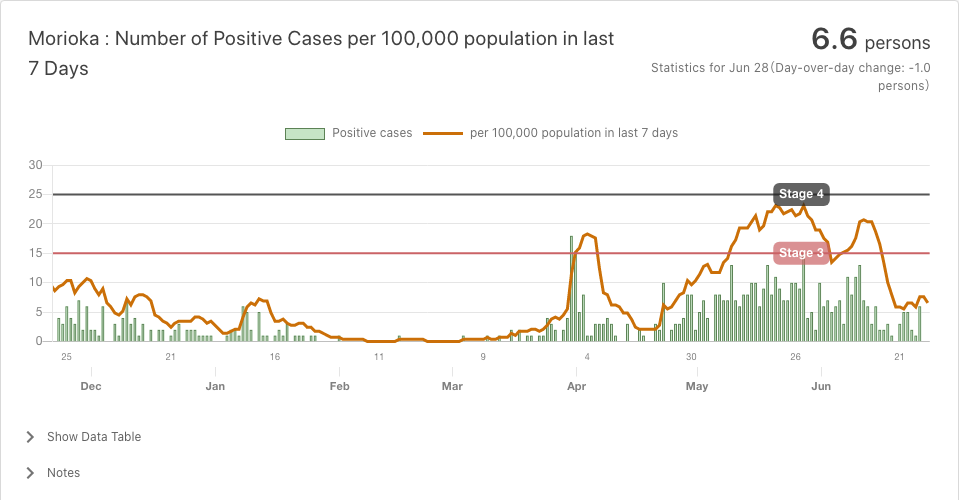 Morioka : Number of Positive Cases per 100,000 population in last
7 Days
6.6 persons
Statistics for Jun 28(Day-over-day change: -1.0
persons)
Positive cases
per 100,000 population in last 7 days
30
25
20
15
10
5
0
Stage 4
Stage 3
25 21 16 11 9 4 30 26 21
Dec Jan Feb Mar Apr May Jun
Show Data Table
Notes